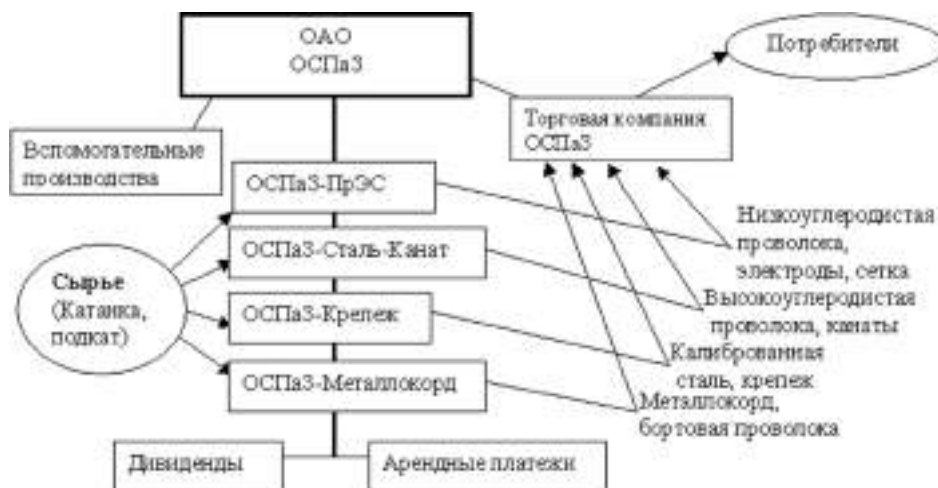 ОАО
ОСПаЗ
Потребители
Торговая компания
ОСПаЗ
Вспомогательные
производства
ОСПаЗ-ПрЭС
Низкоуглеродистая
проволока,
электроды, сетка
ОСПаЗ-Сталь-Канат
Сырье
(Катанка,
подкат)
Высокоуглеродистая
проволока, канаты
ОСПаЗ-Крепеж
Калиброванная
сталь, крепеж
ОСПаЗ-Металлокорд
Металлокорд,
бортовая проволока
Дивиденды
Арендные платежи